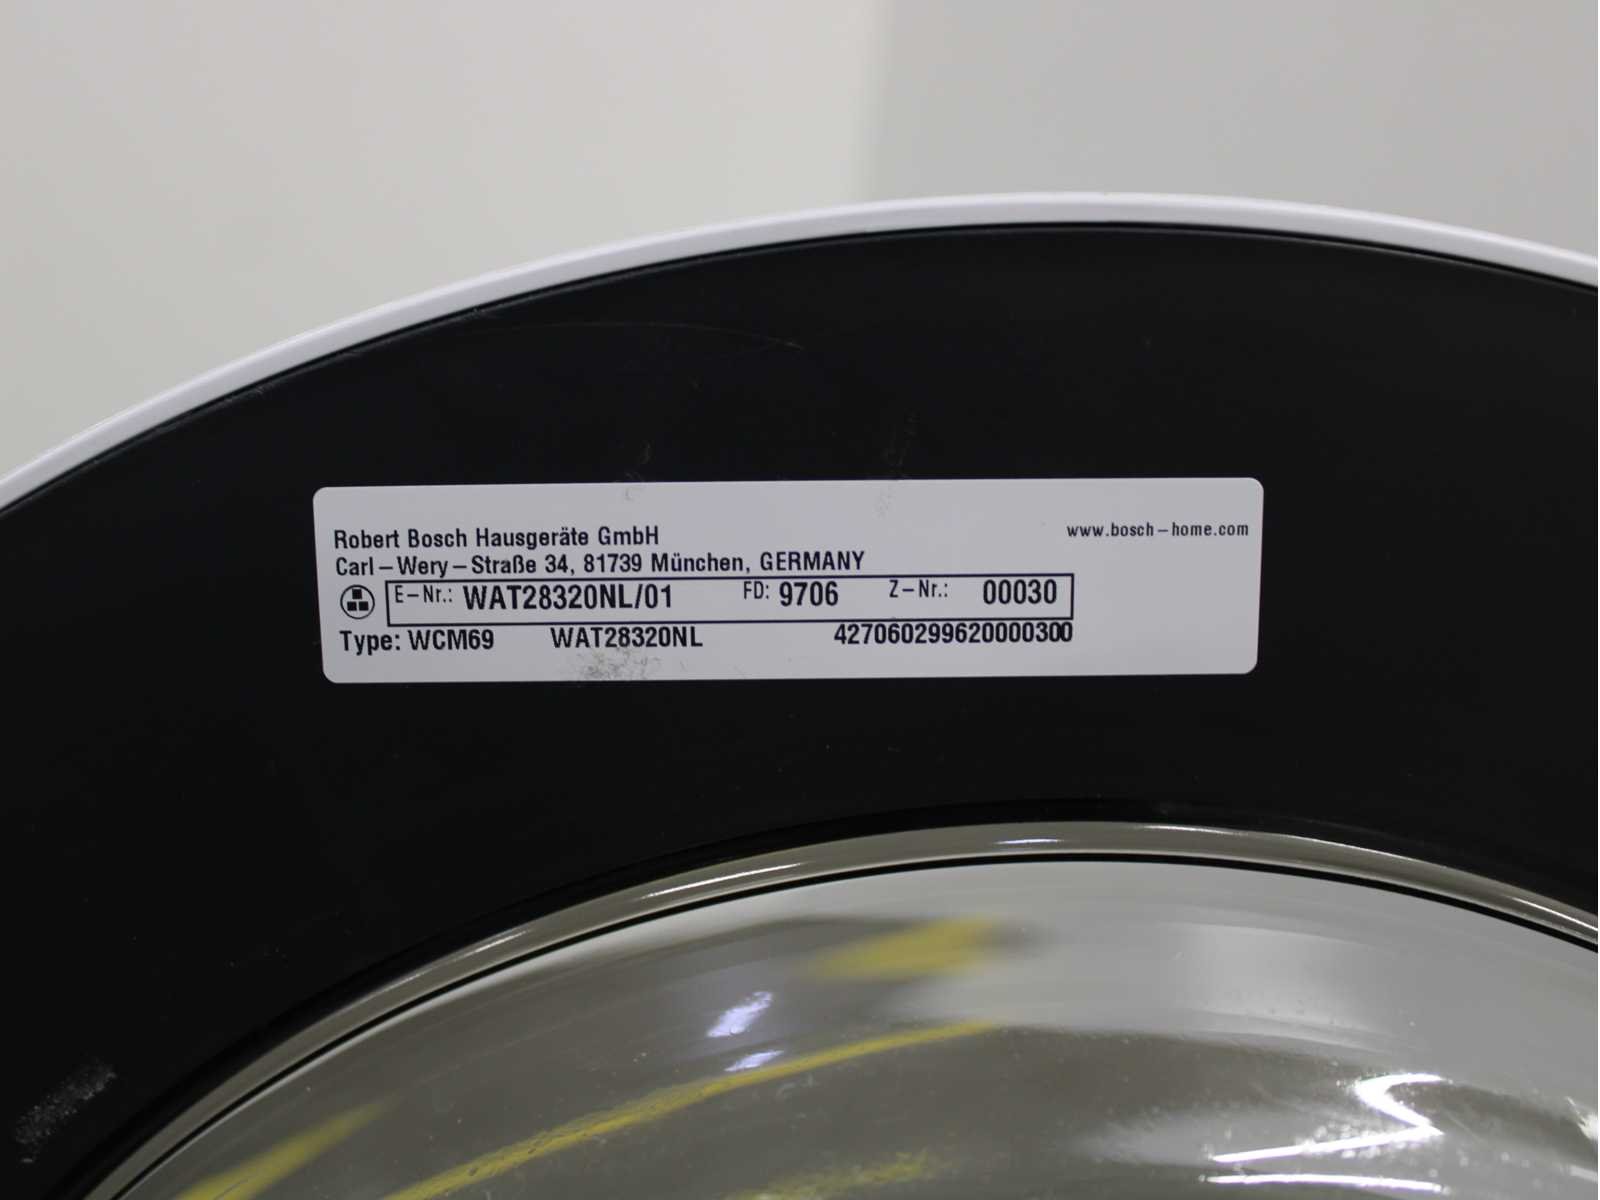 Robert Bosch Hausgeräte GmbH
www.bosch-home.com
Carl-Wery-Straße 34, 81739 München, GERMANY
E-Nr.: WAT28320NL/01 FD: 9706 Z-Nr.: 00030
Type: WCM69 WAT28320NL 427060299620000300